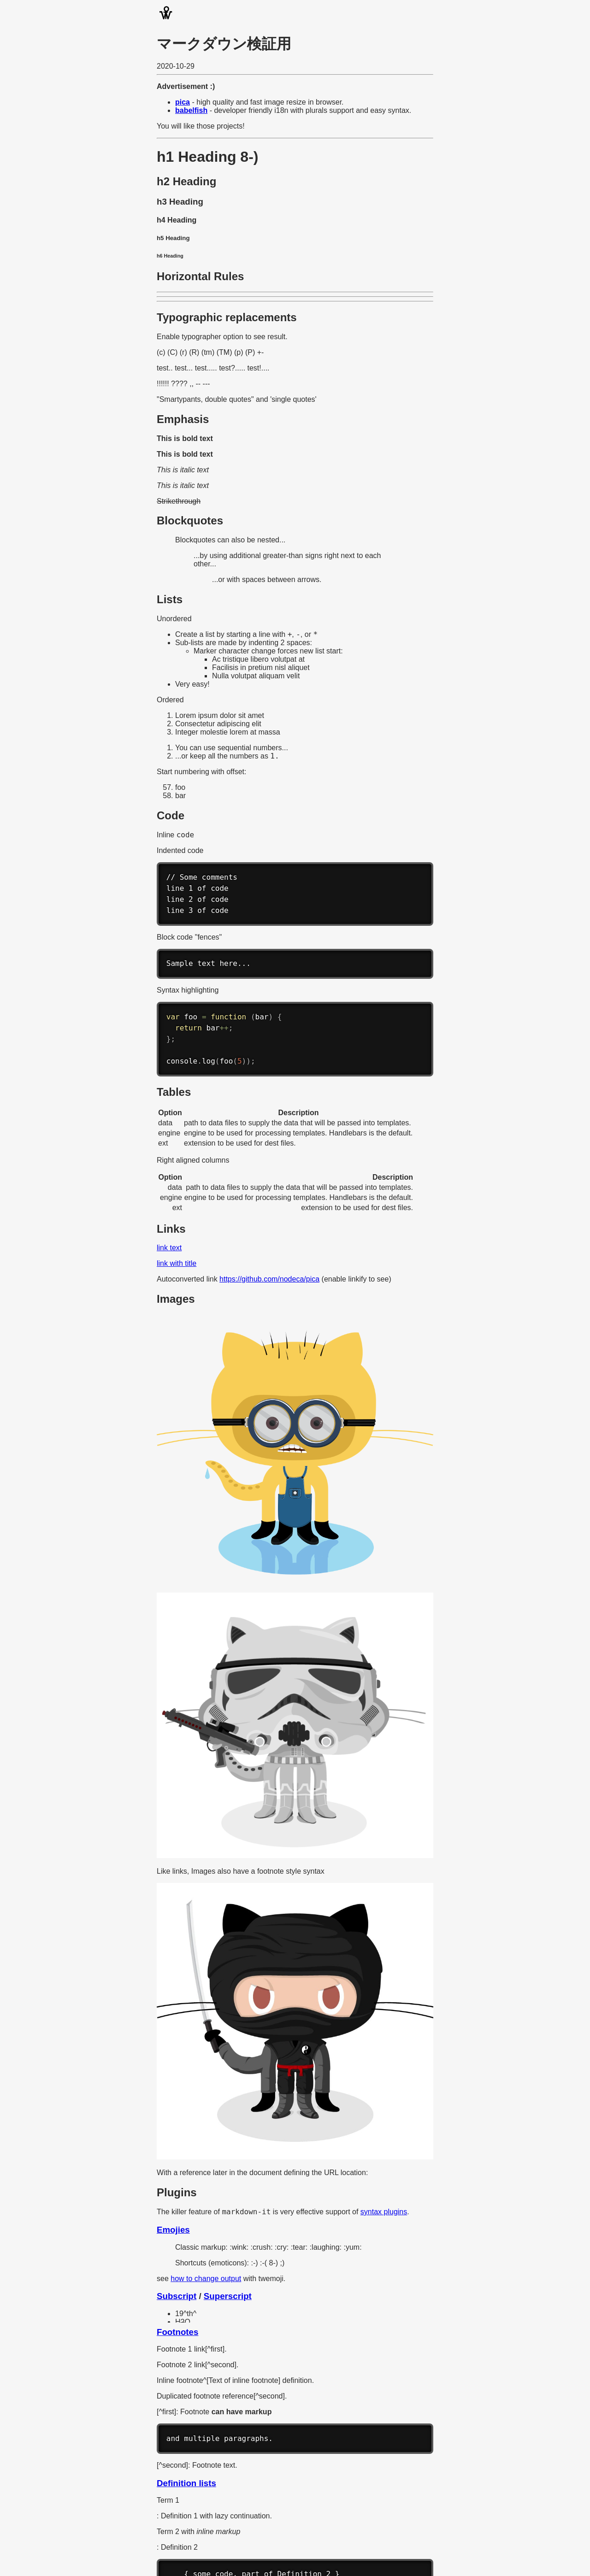 マークダウン検証用
2020-10-29
Advertisement :)
pica - high quality and fast image resize in browser.
babelfish - developer friendly i18n with plurals support and easy syntax.
You will like those projects!
h1 Heading 8-)
h2 Heading
h3 Heading
h4 Heading
h5 Heading
h6 Heading
Horizontal Rules
Typographic replacements
Enable typographer option to see result.
(c) (C) (r) (R) (tm) (TM) (p) (P) +-
test.. test... test..... test?..... test!....
!!!!!! ???? ,, -- ---
"Smartypants, double quotes" and 'single quotes'
Emphasis
This is bold text
This is bold text
This is italic text
This is italic text
Strikethrough
Blockquotes
Blockquotes can also be nested...
...by using additional greater-than signs right next to each
other...
...or with spaces between arrows.
Lists
Unordered
Create a list by starting a line with +, -, or *
Sub-lists are made by indenting 2 spaces:
Marker character change forces new list start:
Ac tristique libero volutpat at
Facilisis in pretium nisl aliquet
Nulla volutpat aliquam velit
Very easy!
Ordered
1. Lorem ipsum dolor sit amet
2. Consectetur adipiscing elit
3. Integer molestie lorem at massa
1. You can use sequential numbers...
2. ...or keep all the numbers as 1.
Start numbering with offset:
57. foo
58. bar
Code
Inline code
Indented code
// Some comments
line 1 of code
line 2 of code
line 3 of code
Block code "fences"
Sample text here...
Syntax highlighting
var foo = function (bar) {
  return bar++;
};
console.log(foo(5));
Tables
Option Description
data path to data files to supply the data that will be passed into templates.
engine engine to be used for processing templates. Handlebars is the default.
ext extension to be used for dest files.
Right aligned columns
Option Description
data path to data files to supply the data that will be passed into templates.
engine engine to be used for processing templates. Handlebars is the default.
ext extension to be used for dest files.
Links
link text
link with title
Autoconverted link https://github.com/nodeca/pica (enable linkify to see)
Images
Like links, Images also have a footnote style syntax
With a reference later in the document defining the URL location:
Plugins
The killer feature of markdown-it is very effective support of syntax plugins.
Emojies
Classic markup: :wink: :crush: :cry: :tear: :laughing: :yum:
Shortcuts (emoticons): :-) :-( 8-) ;)
see how to change output with twemoji.
Subscript / Superscript
19^th^
Footnotes
Footnote 1 link[^first].
Footnote 2 link[^second].
Inline footnote^[Text of inline footnote] definition.
Duplicated footnote reference[^second].
[^first]: Footnote can have markup
and multiple paragraphs.
[^second]: Footnote text.
Definition lists
Term 1
: Definition 1 with lazy continuation.
Term 2 with inline markup
: Definition 2
{ some code, part of Definition 2 }